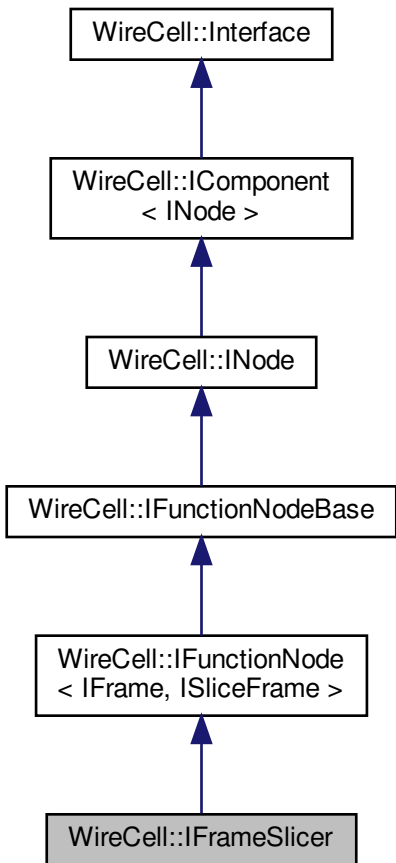 WireCell::Interface
WireCell::IComponent
< INode >
WireCell::INode
WireCell::IFunctionNodeBase
WireCell::IFunctionNode
< IFrame, ISliceFrame >
WireCell::IFrameSlicer